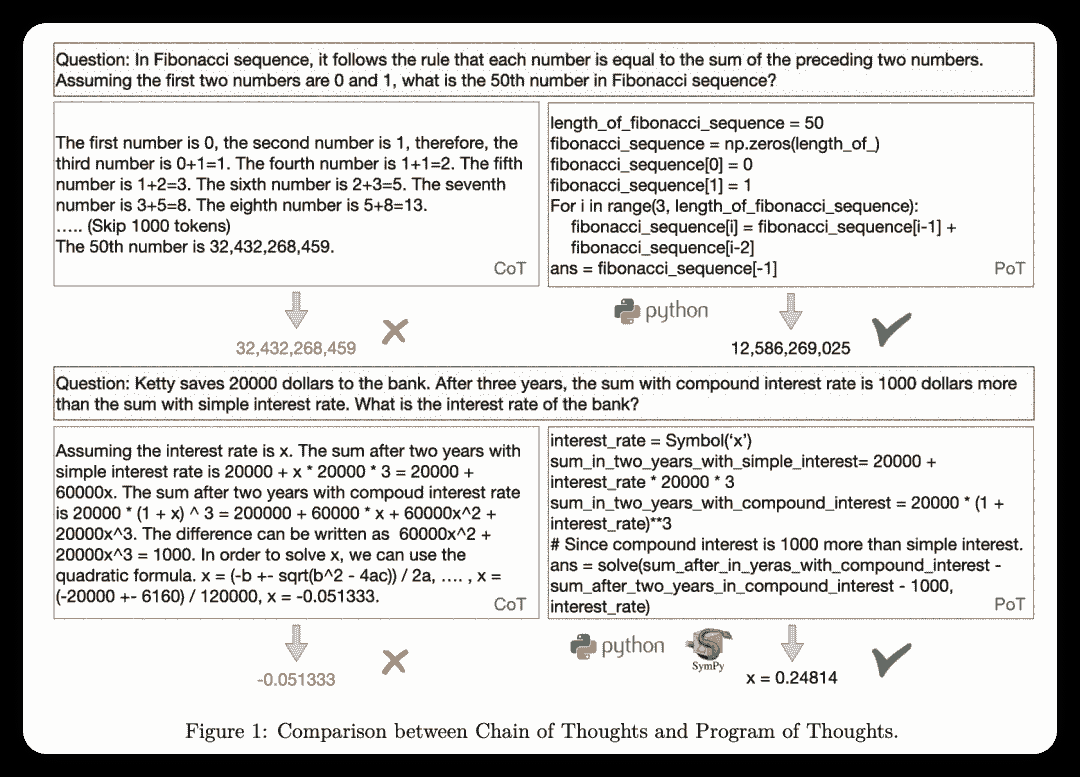 Question: In Fibonacci sequence, it follows the rule that each number is equal to the sum of the preceding two numbers.
Assuming the first two numbers are 0 and 1, what is the 50th number in Fibonacci sequence?
The first number is 0, the second number is 1, therefore, the
third number is 0+1=1. The fourth number is 1+1=2. The fifth
number is 1+2=3. The sixth number is 2+3=5. The seventh
number is 3+5=8. The eighth number is 5+8=13.
..... (Skip 1000 tokens)
The 50th number is 32,432,268,459.
CoT
length_of_fibonacci_sequence = 50
fibonacci_sequence = np.zeros(length_of_)
fibonacci_sequence[0] = 0
fibonacci_sequence[1] = 1
For i in range(3, length_of_fibonacci_sequence):
fibonacci_sequence[i] = fibonacci_sequence[i-1] +
fibonacci_sequence[i-2]
ans = fibonacci_sequence[-1]
PoT
32,432,268,459
python
12,586,269,025
Question: Ketty saves 20000 dollars to the bank. After three years, the sum with compound interest rate is 1000 dollars more
than the sum with simple interest rate. What is the interest rate of the bank?
Assuming the interest rate is x. The sum after two years with
simple interest rate is 20000 + x * 20000 * 3 = 20000 +
60000x. The sum after two years with compoud interest rate
is 20000 * (1 + x) ^ 3 = 200000 + 60000 * x + 60000x^2 +
20000x^3. The difference can be written as 60000x^2 +
20000x^3 = 1000. In order to solve x, we can use the
quadratic formula. x = (-b +- sqrt(b^2 - 4ac)) / 2a, .... , x =
(-20000 +- 6160) / 120000, x = -0.051333.
CoT
interest_rate = Symbol(‘x’)
sum_in_two_years_with_simple_interest= 20000 +
interest_rate * 20000 * 3
sum_in_two_years_with_compound_interest = 20000 * (1 +
interest_rate)**3
# Since compound interest is 1000 more than simple interest.
ans = solve(sum_after_in_yeras_with_compound_interest -
sum_after_two_years_in_compound_interest - 1000,
interest_rate)
PoT
-0.051333
python
SymPy
x = 0.24814
Figure 1: Comparison between Chain of Thoughts and Program of Thoughts.